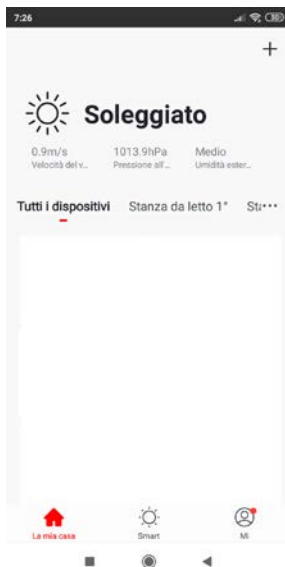 7:26
+
Soleggiato
0.9m/s 1013.9hPa Medio
Velocità del v... Pressione all'... Umidità ester...
Tutti i dispositivi Stanza da letto 1° Sta···
La mia casa Smart Mi